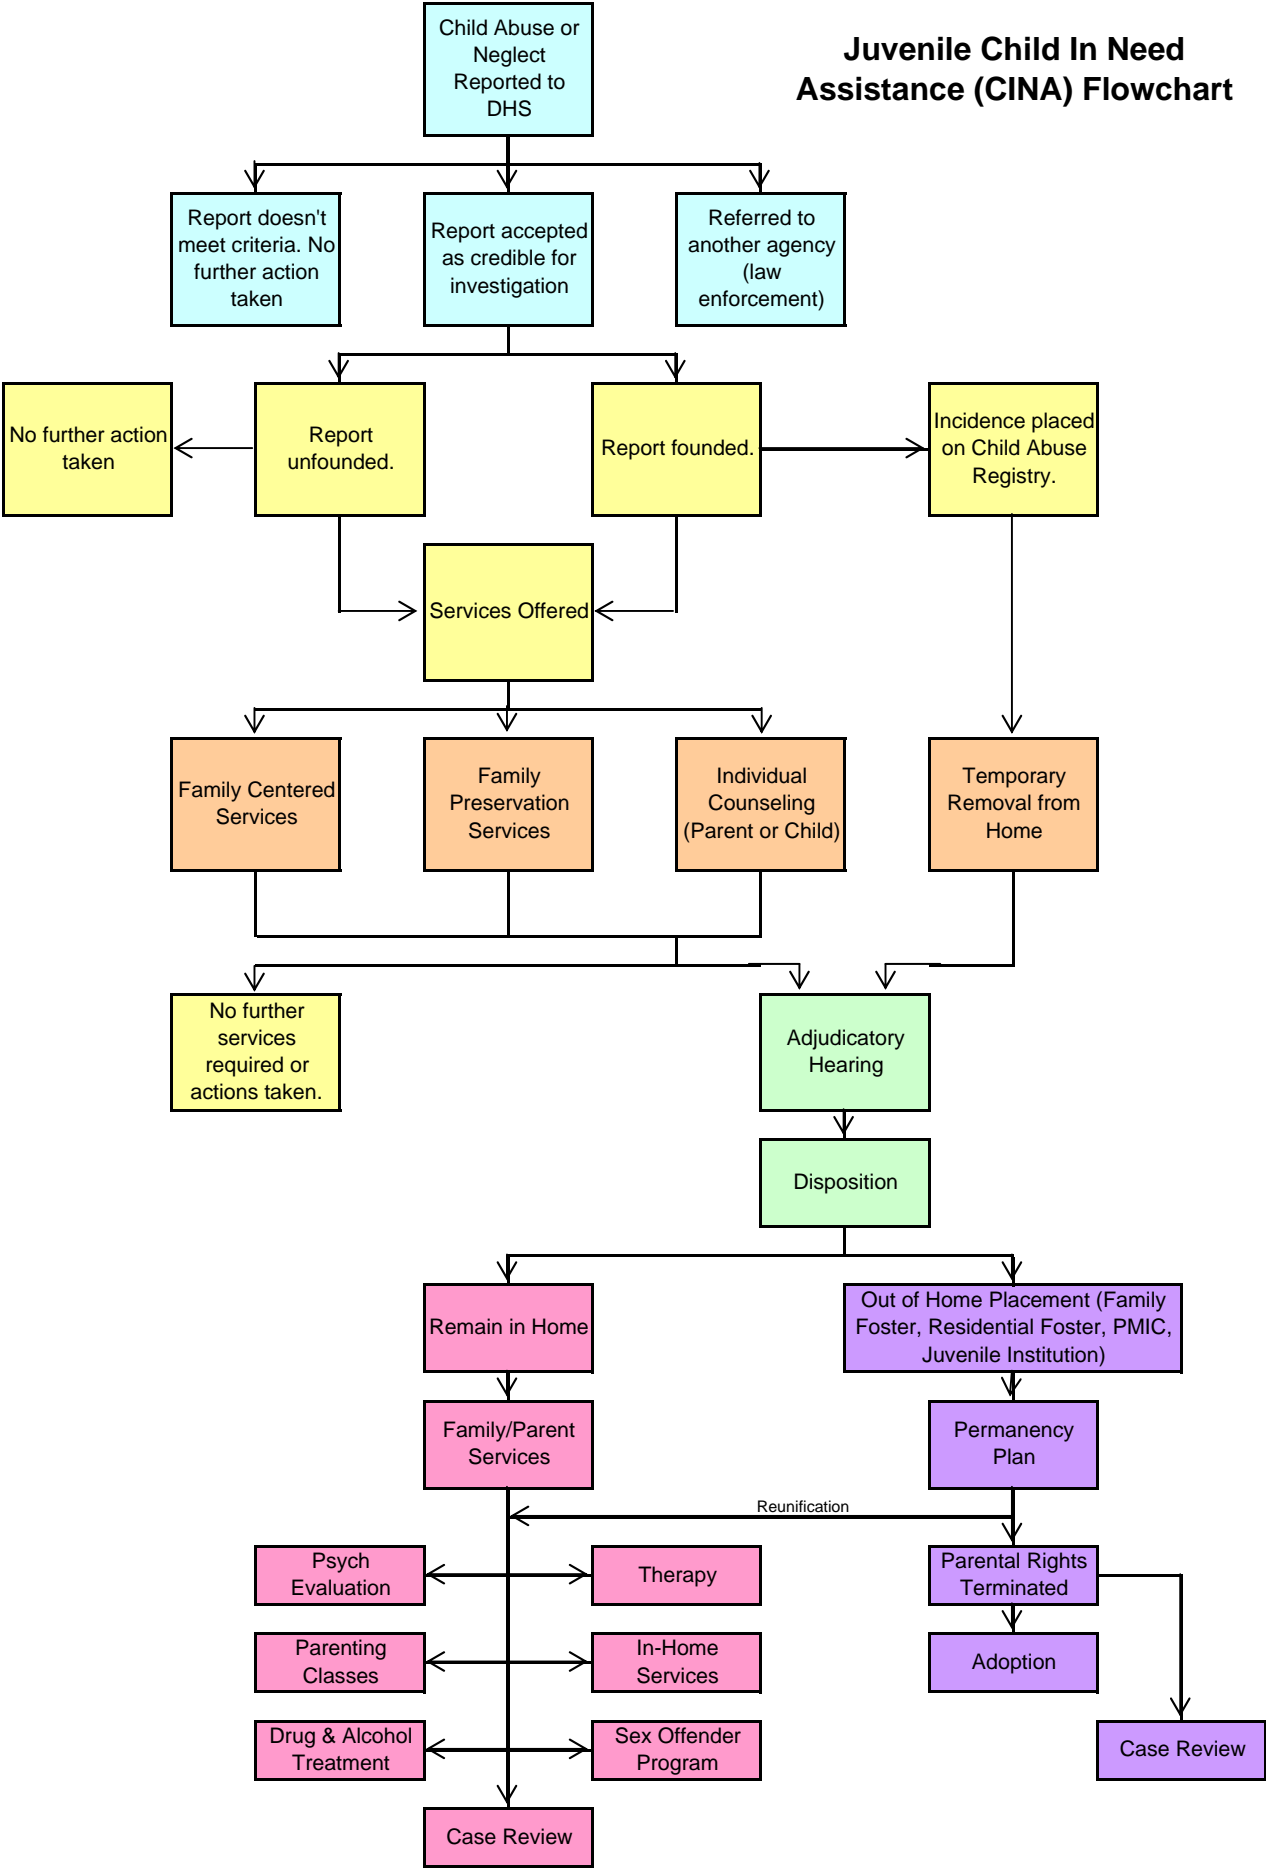 Juvenile Child In Need
Assistance (CINA) Flowchart
Child Abuse or
Neglect
Reported to
DHS
Report doesn't
meet criteria. No
further action
taken
Report accepted
as credible for
investigation
Referred to
another agency
(law
enforcement)
No further action
taken
Report
unfounded.
Report founded.
Incidence placed
on Child Abuse
Registry.
Services Offered
Family Centered
Services
Family
Preservation
Services
Individual
Counseling
(Parent or Child)
Temporary
Removal from
Home
No further
services
required or
actions taken.
Adjudicatory
Hearing
Disposition
Remain in Home
Out of Home Placement (Family
Foster, Residential Foster, PMIC,
Juvenile Institution)
Family/Parent
Services
Permanency
Plan
Reunification
Psych
Evaluation
Therapy
Parental Rights
Terminated
Parenting
Classes
In-Home
Services
Adoption
Drug & Alcohol
Treatment
Sex Offender
Program
Case Review
Case Review